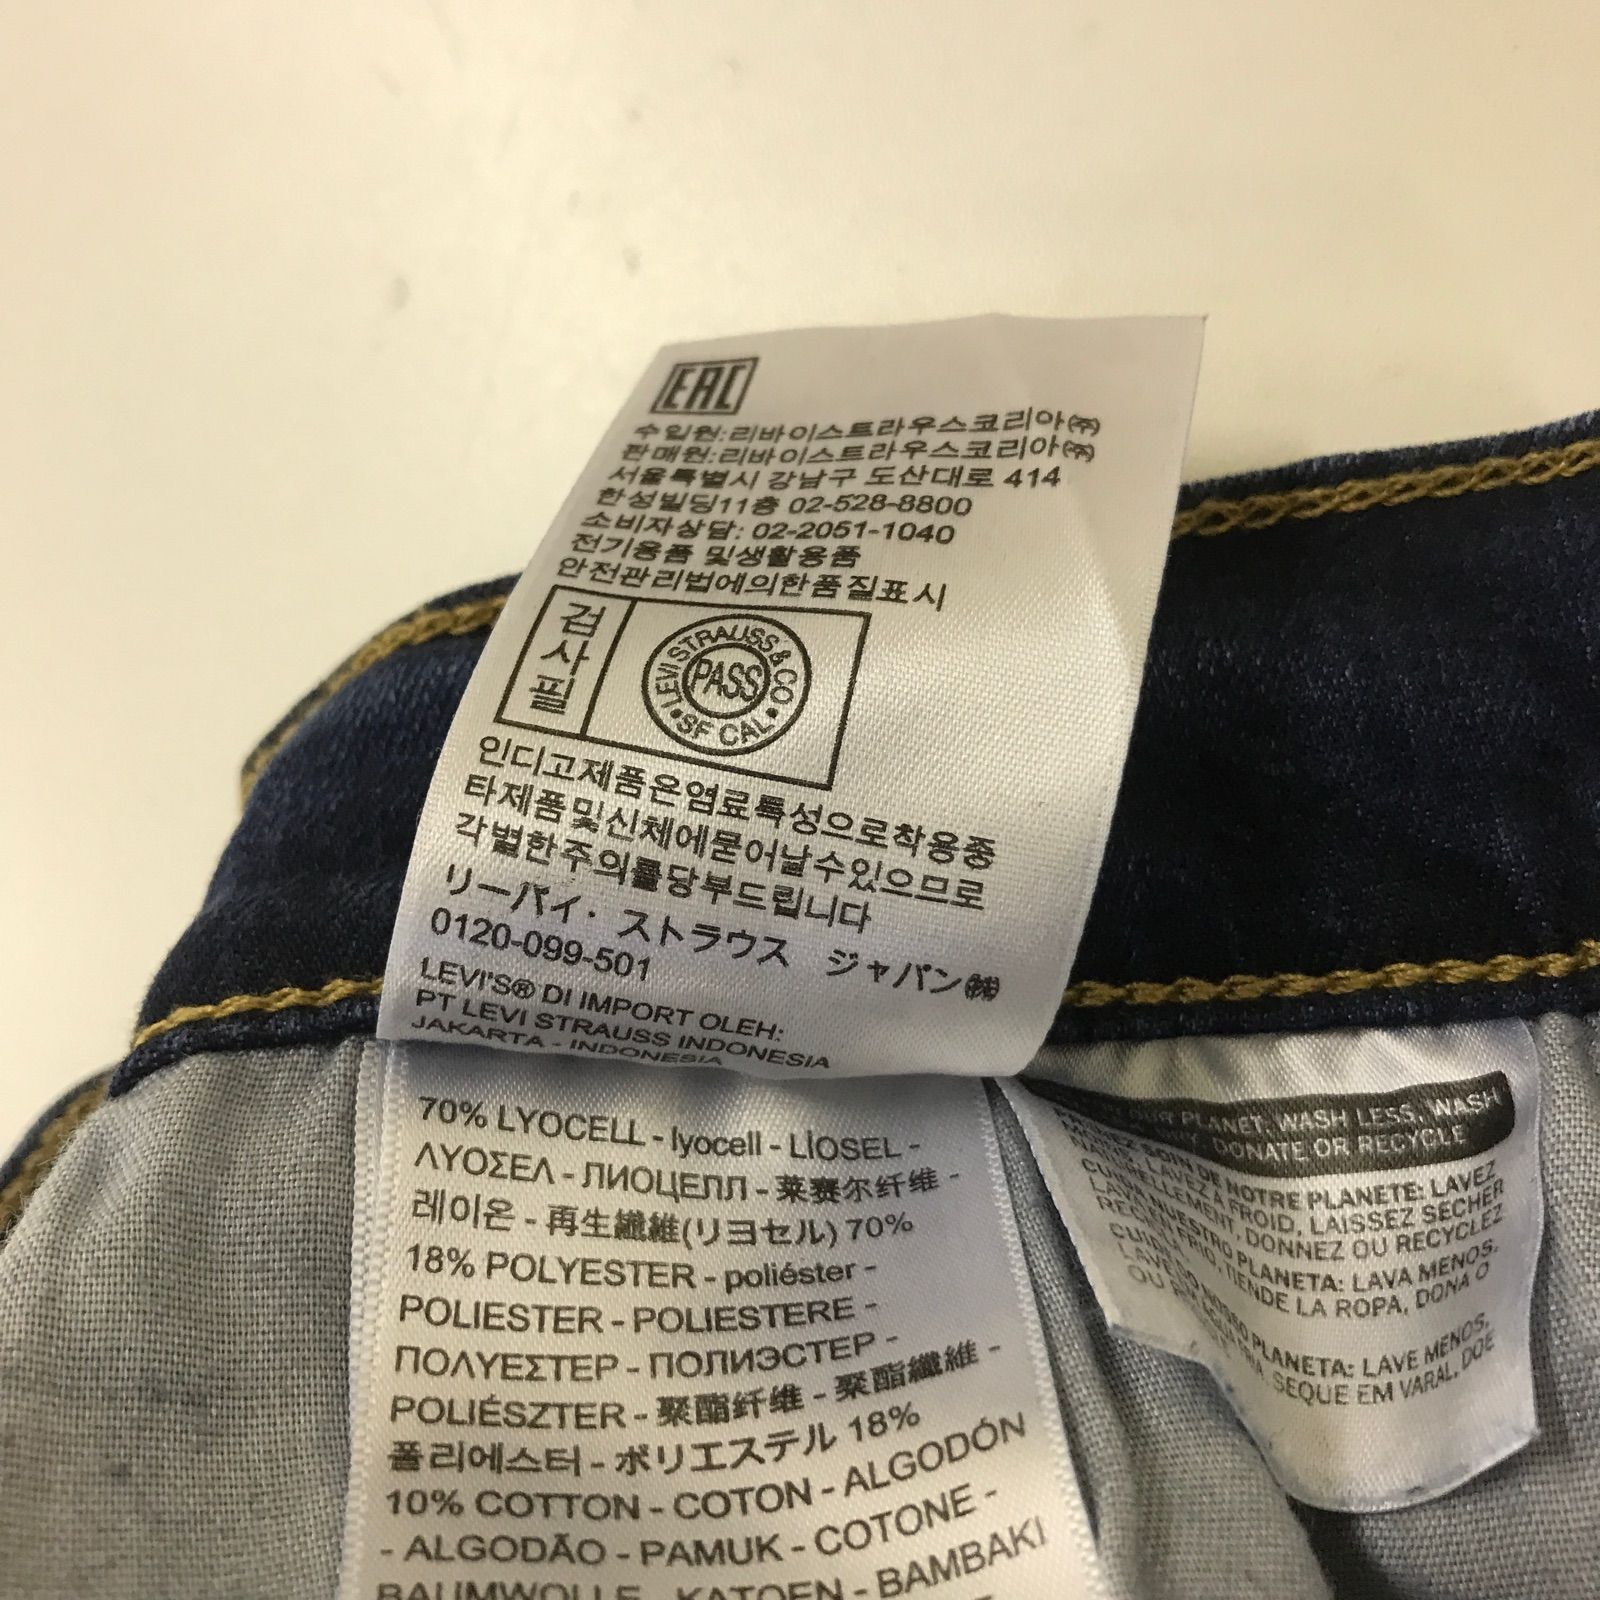 EAC
수입원:리바이스트라우스코리아㈜
판매원:리바이스트라우스코리아㈜
서울특별시 강남구 도산대로 414
한성빌딩11층 02-528-8800
소비자상담: 02-2051-1040
전기용품 및생활용품
안전관리법에의한품질표시
검사필
LEVI STRAUSS & CO
PASS
SF CAL
인디고제품은염료특성으로착용중
타제품및신체에묻어날수있으므로
각별한주의를당부드립니다
リーバイ・ストラウス ジャパン㈱
0120-099-501
LEVI'S® DI IMPORT OLEH:
PT LEVI STRAUSS INDONESIA
JAKARTA - INDONESIA
70% LYOCELL - lyocell - LİOSEL -
ΛΥΟΣΕΛ - ЛИОЦЕЛЛ - 莱赛尔纤维 -
레이온 - 再生繊維(リヨセル) 70%
18% POLYESTER - poliéster -
POLIESTER - POLIESTERE -
ΠΟΛΥΕΣΤΕΡ - ПОЛИЭСТЕР -
POLIÉSZTER - 聚酯纤维 - 聚酯纖維 -
폴리에스터 - ポリエステル 18%
10% COTTON - COTON - ALGODÓN
- ALGODÃO - PAMUK - COTONE -
BAUMWOLLE - KATOEN - BAMBAKI
OUR PLANET, WASH LESS, WASH
DONATE OR RECYCLE
SOIN DE NOTRE PLANETE: LAVEZ
LAVEZ A FROID, LAISSEZ SÉCHER
NATURELLEMENT, DONNEZ OU RECYCLEZ
CUIDA NUESTRO PLANETA: LAVA MENOS,
FRIO, TIENDE LA ROPA, DONA O
RECICLA
CUIDE DO NOSSO PLANETA: LAVE MENOS,
LAVE SEQUE EM VARAL, DOE
OU